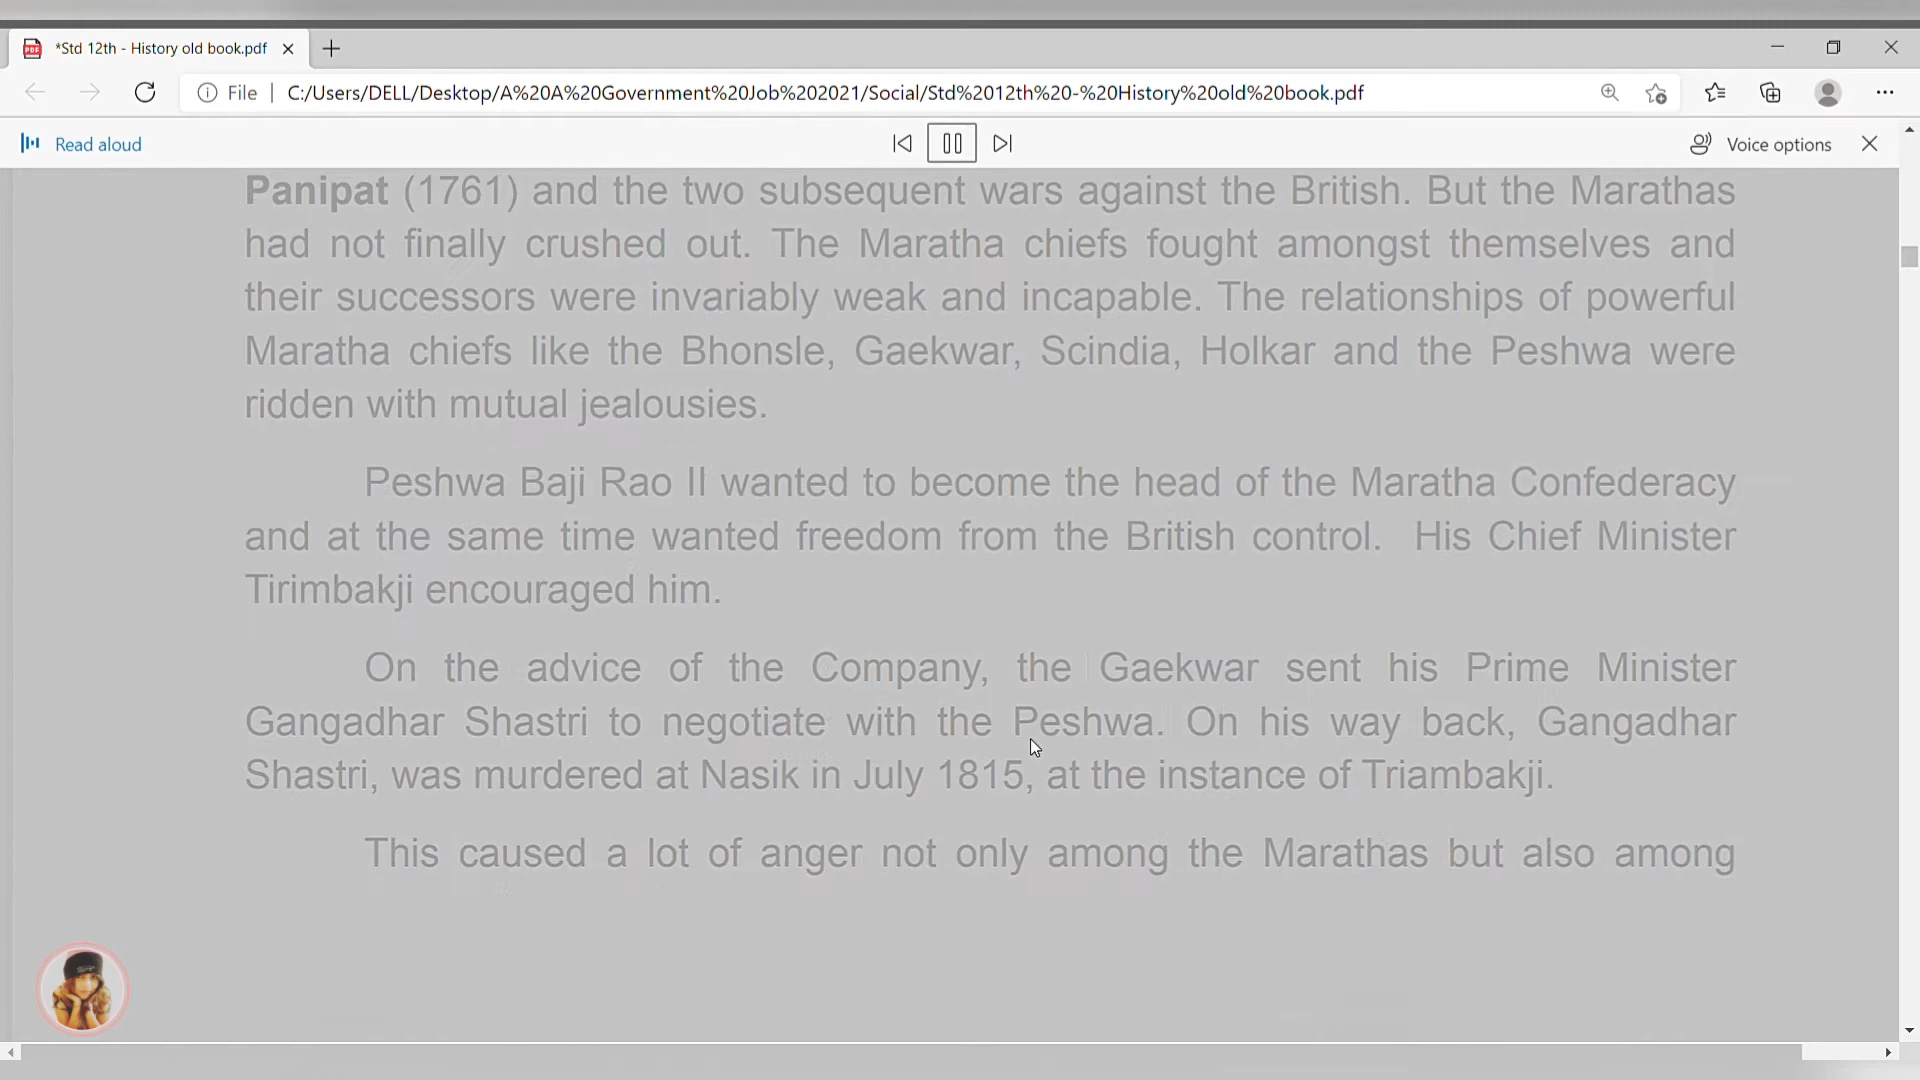 *Std 12th - History old book.pdf
File | C:/Users/DELL/Desktop/A%20A%20Government%20Job%202021/Social/Std%2012th%20-%20History%20old%20book.pdf
Read aloud
Voice options
Panipat (1761) and the two subsequent wars against the British. But the Marathas
had not finally crushed out. The Maratha chiefs fought amongst themselves and
their successors were invariably weak and incapable. The relationships of powerful
Maratha chiefs like the Bhonsle, Gaekwar, Scindia, Holkar and the Peshwa were
ridden with mutual jealousies.
Peshwa Baji Rao II wanted to become the head of the Maratha Confederacy
and at the same time wanted freedom from the British control. His Chief Minister
Tirimbakji encouraged him.
On the advice of the Company, the Gaekwar sent his Prime Minister
Gangadhar Shastri to negotiate with the Peshwa. On his way back, Gangadhar
Shastri, was murdered at Nasik in July 1815, at the instance of Triambakji.
This caused a lot of anger not only among the Marathas but also among